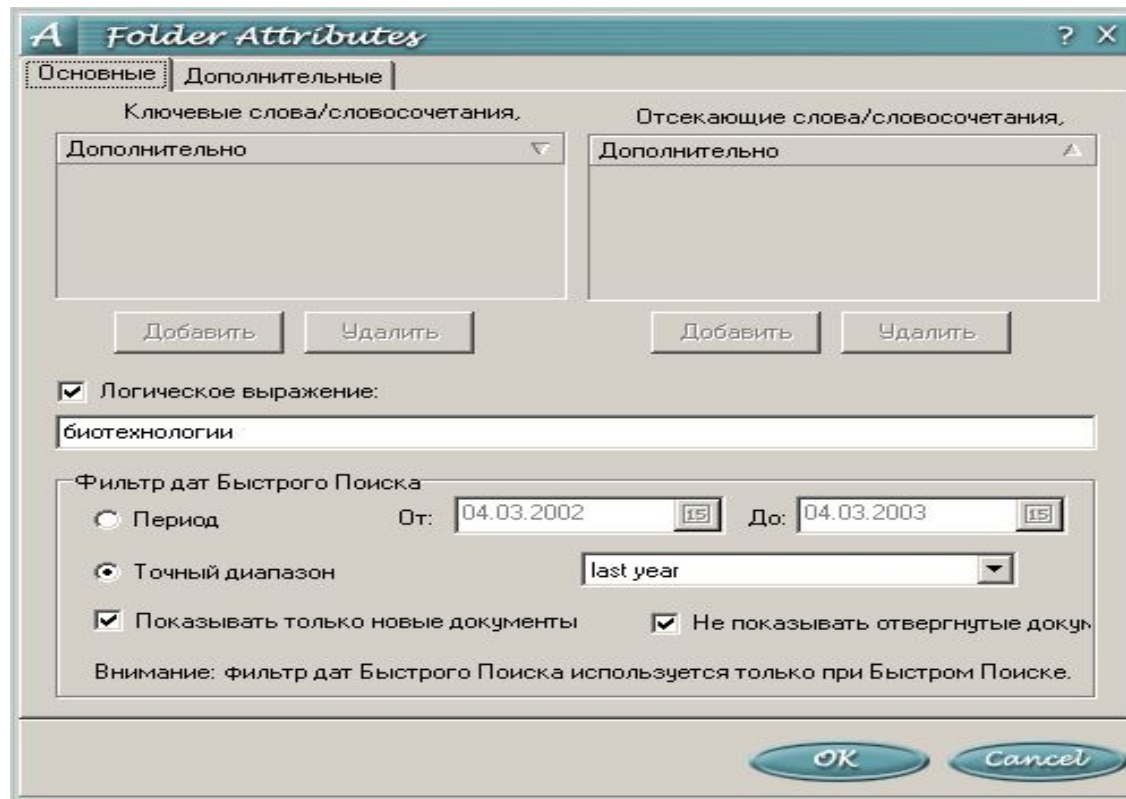 A Folder Attributes ? X
Основные Дополнительные
Ключевые слова/словосочетания, Отсекающие слова/словосочетания,
Дополнительно Дополнительно
Добавить Удалить Добавить Удалить
Логическое выражение:
биотехнологии
Фильтр дат Быстрого Поиска
Период От: 04.03.2002 15 До: 04.03.2003 15
Точный диапазон last year
Показывать только новые документы Не показывать отвергнутые докум
Внимание: фильтр дат Быстрого Поиска используется только при Быстром Поиске.
OK Cancel